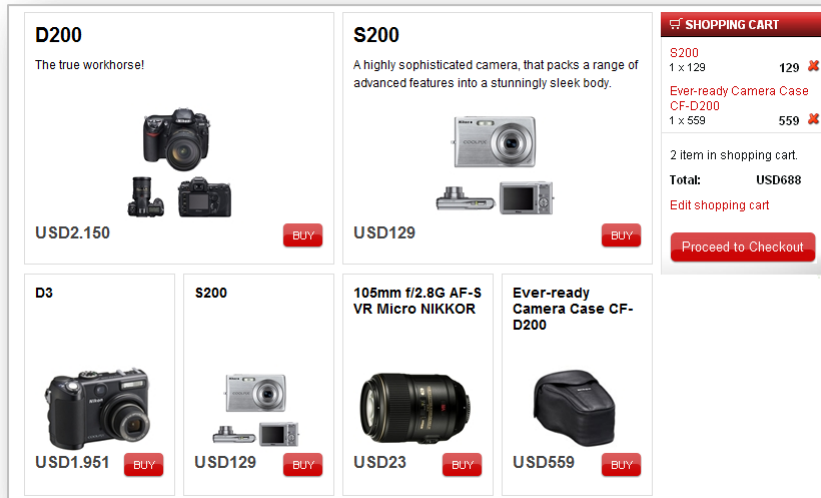 D200
The true workhorse!
USD2.150
BUY
S200
A highly sophisticated camera, that packs a range of
advanced features into a stunningly sleek body.
USD129
BUY
SHOPPING CART
S200
1 x 129 129
Ever-ready Camera Case
CF-D200
1 x 559 559
2 item in shopping cart.
Total: USD688
Edit shopping cart
Proceed to Checkout
D3
USD1.951
BUY
S200
USD129
BUY
105mm f/2.8G AF-S
VR Micro NIKKOR
USD23
BUY
Ever-ready
Camera Case CF-
D200
USD559
BUY